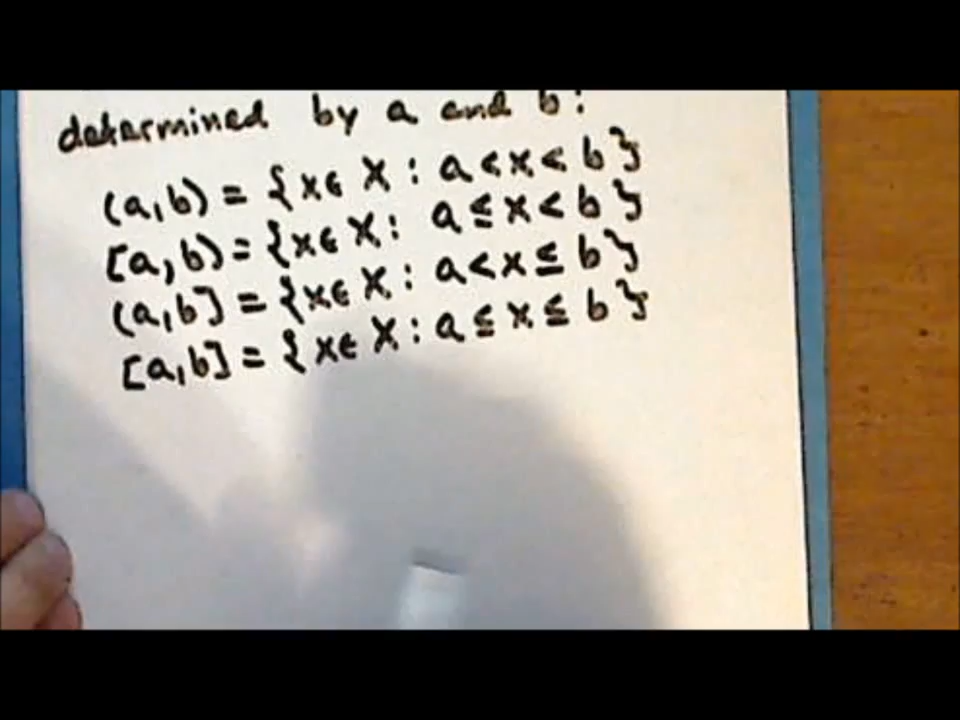 determined by a and b:
(a,b) = {x∈ X : a < x < b}
[a,b) = {x∈ X : a ≤ x < b}
(a,b] = {x∈ X : a < x ≤ b}
[a,b] = {x∈ X : a ≤ x ≤ b}